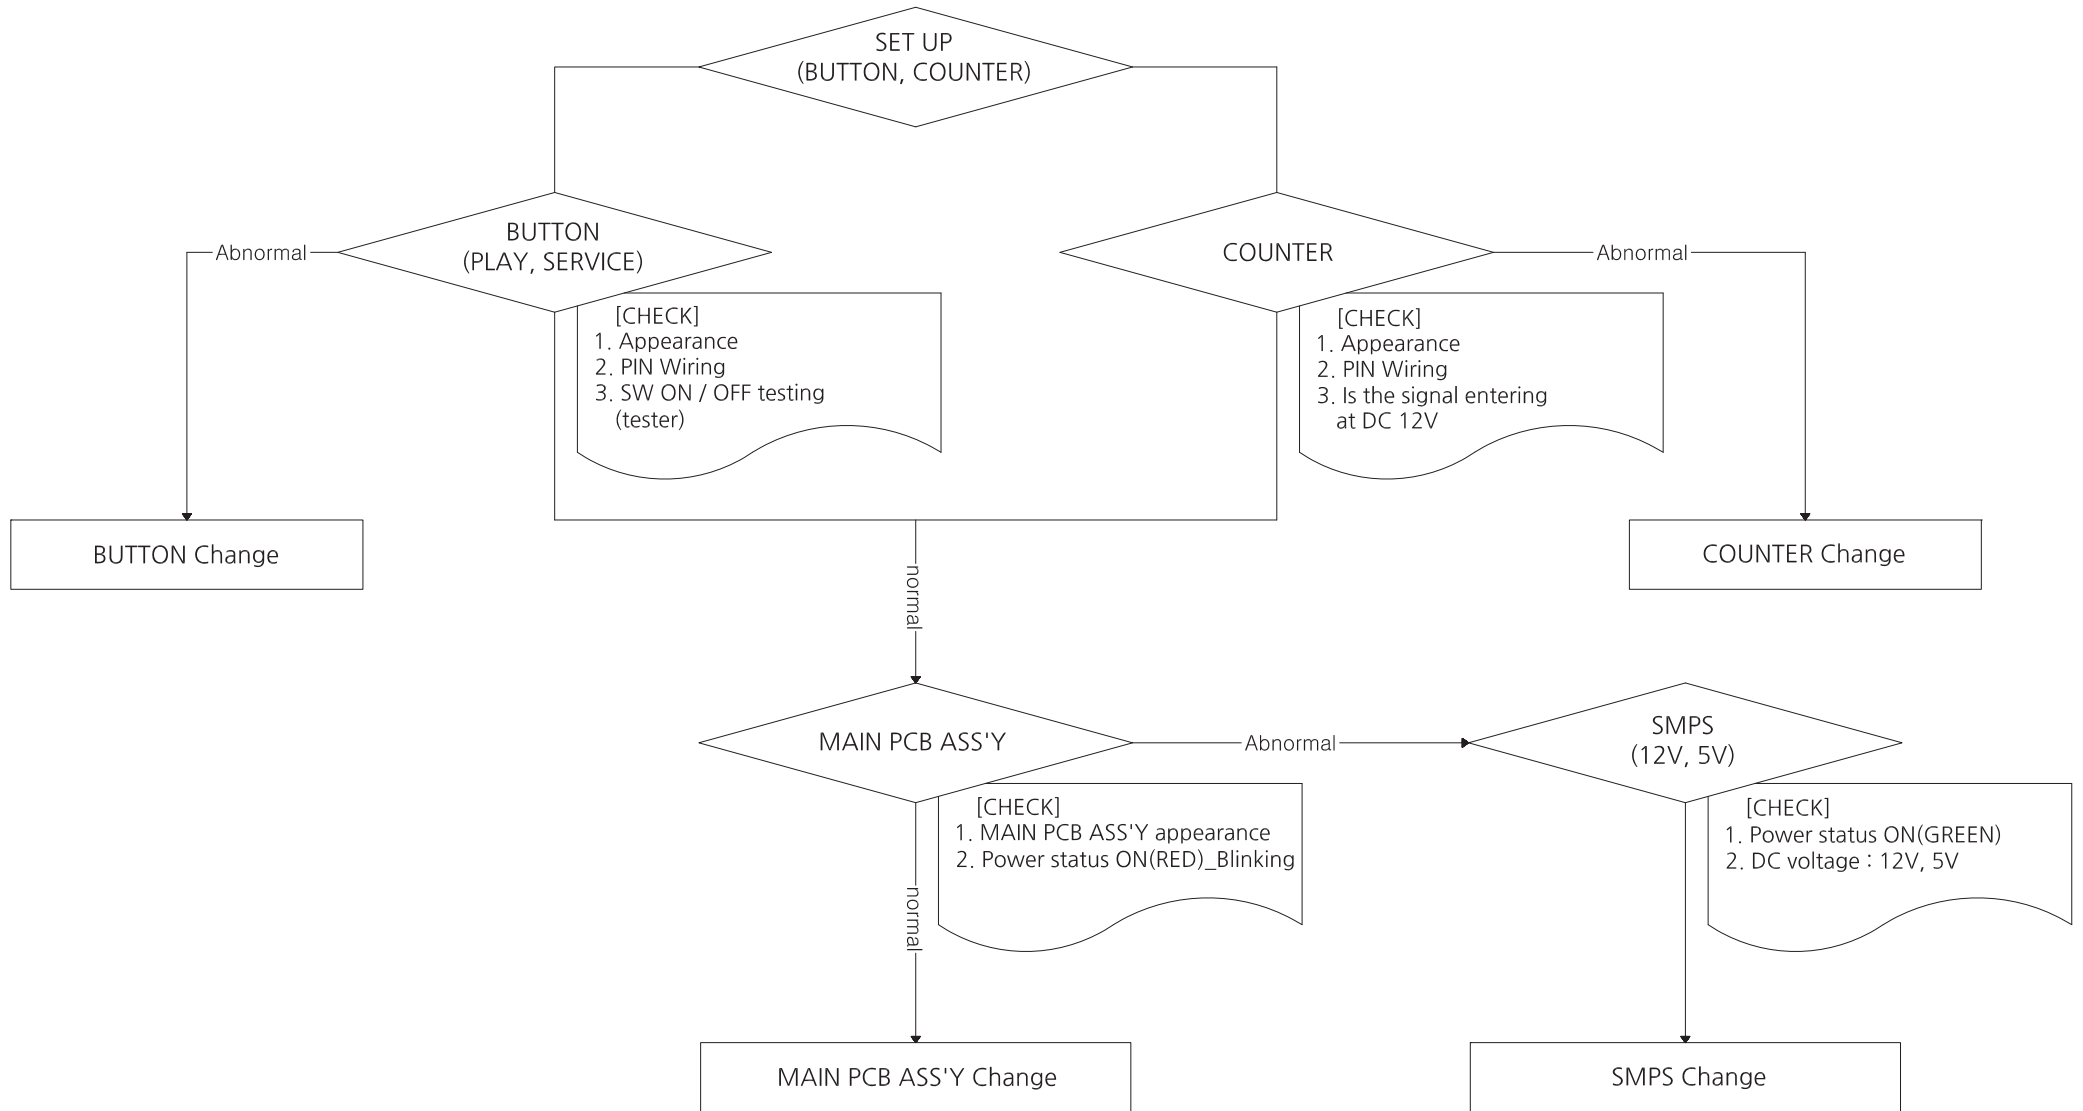 SET UP
(BUTTON, COUNTER)
BUTTON
(PLAY, SERVICE)
Abnormal
COUNTER
Abnormal
[CHECK]
1. Appearance
2. PIN Wiring
3. SW ON / OFF testing
(tester)
[CHECK]
1. Appearance
2. PIN Wiring
3. Is the signal entering
at DC 12V
BUTTON Change
COUNTER Change
normal
MAIN PCB ASS'Y
Abnormal
SMPS
(12V, 5V)
[CHECK]
1. MAIN PCB ASS'Y appearance
2. Power status ON(RED)_Blinking
[CHECK]
1. Power status ON(GREEN)
2. DC voltage : 12V, 5V
normal
MAIN PCB ASS'Y Change
SMPS Change